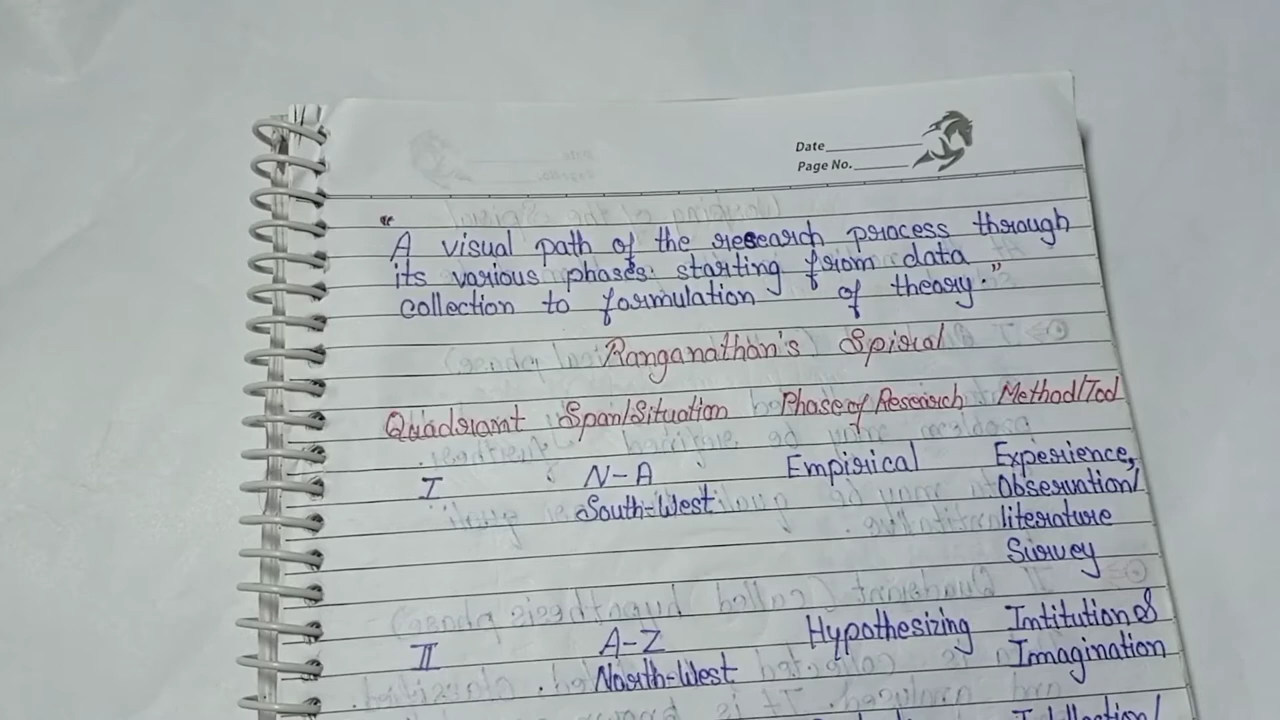 Date
Page No.
"A visual path of the research process through
its various phases starting from data
collection to formulation of theory."
Ranganathan's Spiral
Quadrant Span/Situation Phase of Research Method/Tool
I N-A Empirical Experience,
South-West Observation/
literature
Survey
II A-Z Hypothesizing Intitution &
North-West Imagination